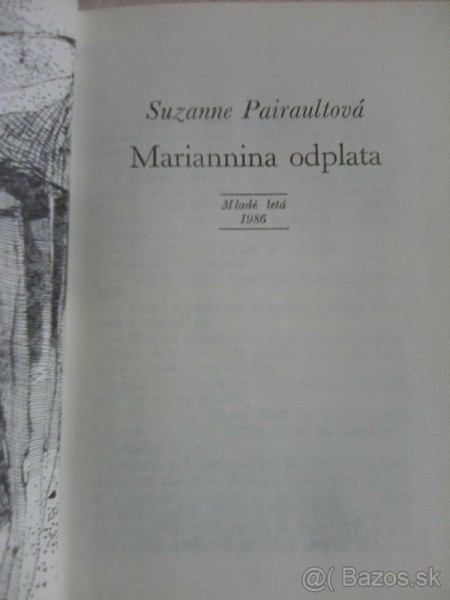 Suzanne Pairaultová
Mariannina odplata
Mladé letá
1986
@( Bazos.sk